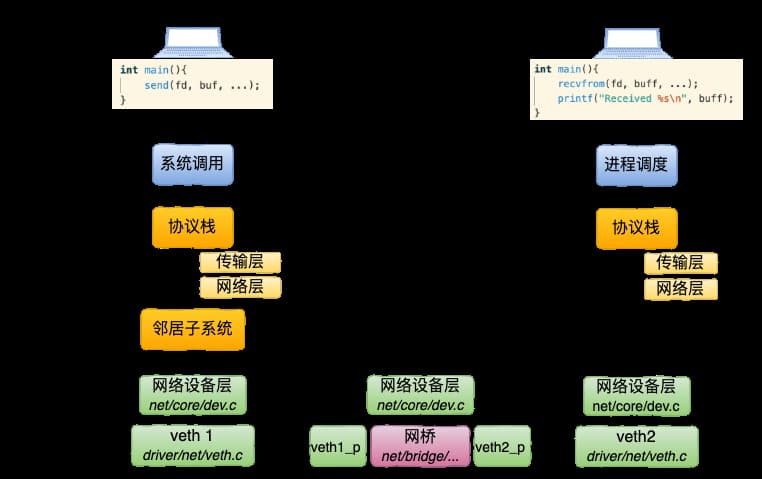 int main(){
send(fd, buf, ...);
}
系统调用
协议栈
传输层
网络层
邻居子系统
网络设备层
net/core/dev.c
veth 1
driver/net/veth.c
网络设备层
net/core/dev.c
veth1_p
网桥
net/bridge/...
veth2_p
int main(){
recvfrom(fd, buff, ...);
printf("Received %s\n", buff);
}
进程调度
协议栈
传输层
网络层
网络设备层
net/core/dev.c
veth2
driver/net/veth.c